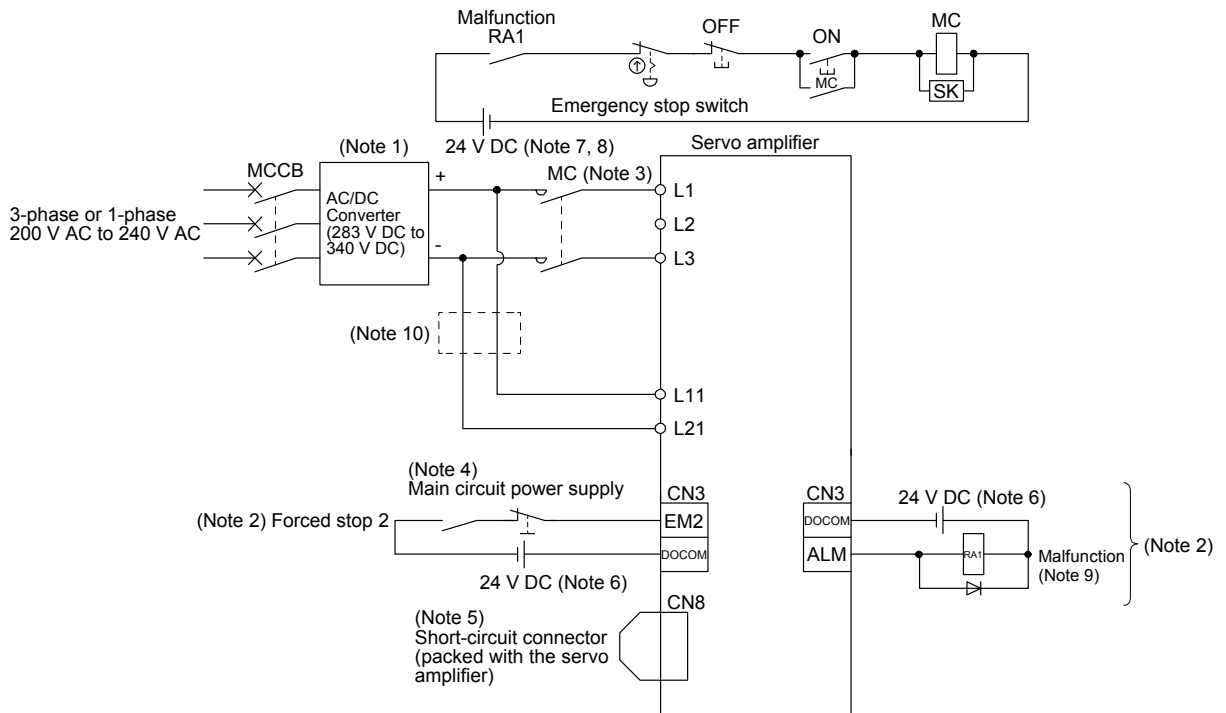 Malfunction
RA1
OFF
ON
MC
MC
SK
Emergency stop switch
24 V DC (Note 7, 8)
Servo amplifier
(Note 1)
MCCB
AC/DC
Converter
(283 V DC to
340 V DC)
+
-
MC (Note 3)
3-phase or 1-phase
200 V AC to 240 V AC
L1
L2
L3
(Note 10)
L11
L21
(Note 4)
Main circuit power supply
(Note 2) Forced stop 2
24 V DC (Note 6)
CN3
EM2
DOCOM
CN3
DOCOM
ALM
24 V DC (Note 6)
RA1
Malfunction
(Note 9)
(Note 2)
CN8
(Note 5)
Short-circuit connector
(packed with the servo
amplifier)